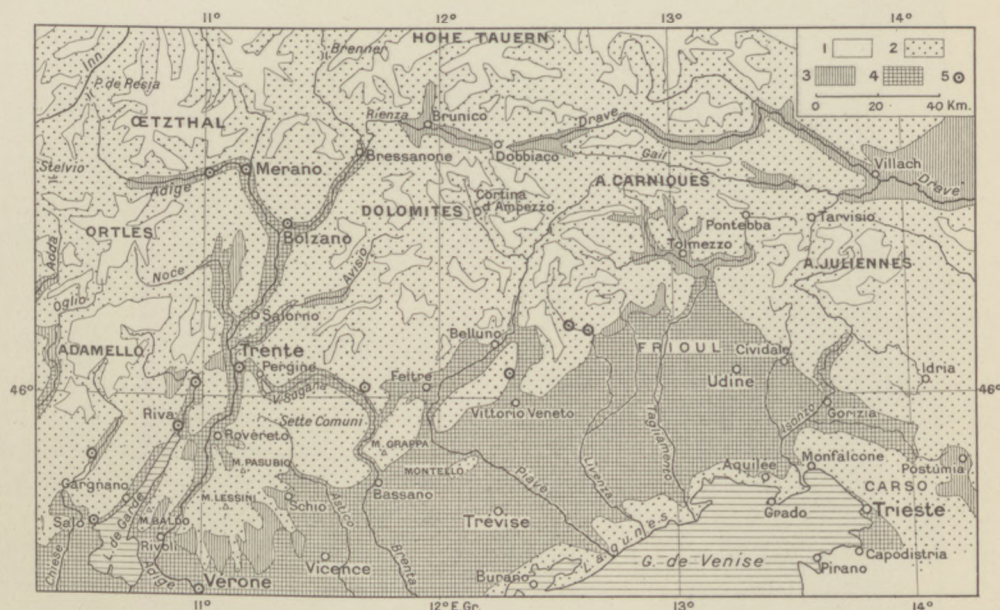 11°
12°
13°
14°
HOHE TAUERN
Brenner
Inn
P. de Resia
1
2
3
4
5
0
20
40 Km.
ŒTZTHAL
Rienza
Brunico
Drave
Stelvio
Bressanone
Dobbiaco
Gail
Villach
Merano
Adige
Drave
A.CARNIQUES
Cortina
d'Ampezzo
DOLOMITES
Pontebba
Tarvisio
ORTLES
Bolzano
Tolmezzo
Adda
Avisio
Noce
A.JULIENNES
Oglio
Salorno
Belluno
ADAMELLO
Trente
FRIOUL
Cividale
Pergine
Feltre
Udine
Idria
46°
46°
V. Sugana
Riva
Sette Comuni
Vittorio Veneto
Isonzo
Gorizia
Rovereto
M. GRAPPA
Tagliamento
M. PASUBIO
MONTELLO
Livenza
Aquilée
Monfalcone
Postumia
Gargnano
Bassano
Piave
CARSO
M. LESSINI
Schio
Astico
Grado
Trieste
Salo
L. de Garde
M. BALDO
Trévise
Lagunes
Rivoli
Capodistria
Chiese
Vicence
Brenta
G. de Venise
Pirano
Adige
Vérone
Burano
11°
12° E Gr.
13°
14°